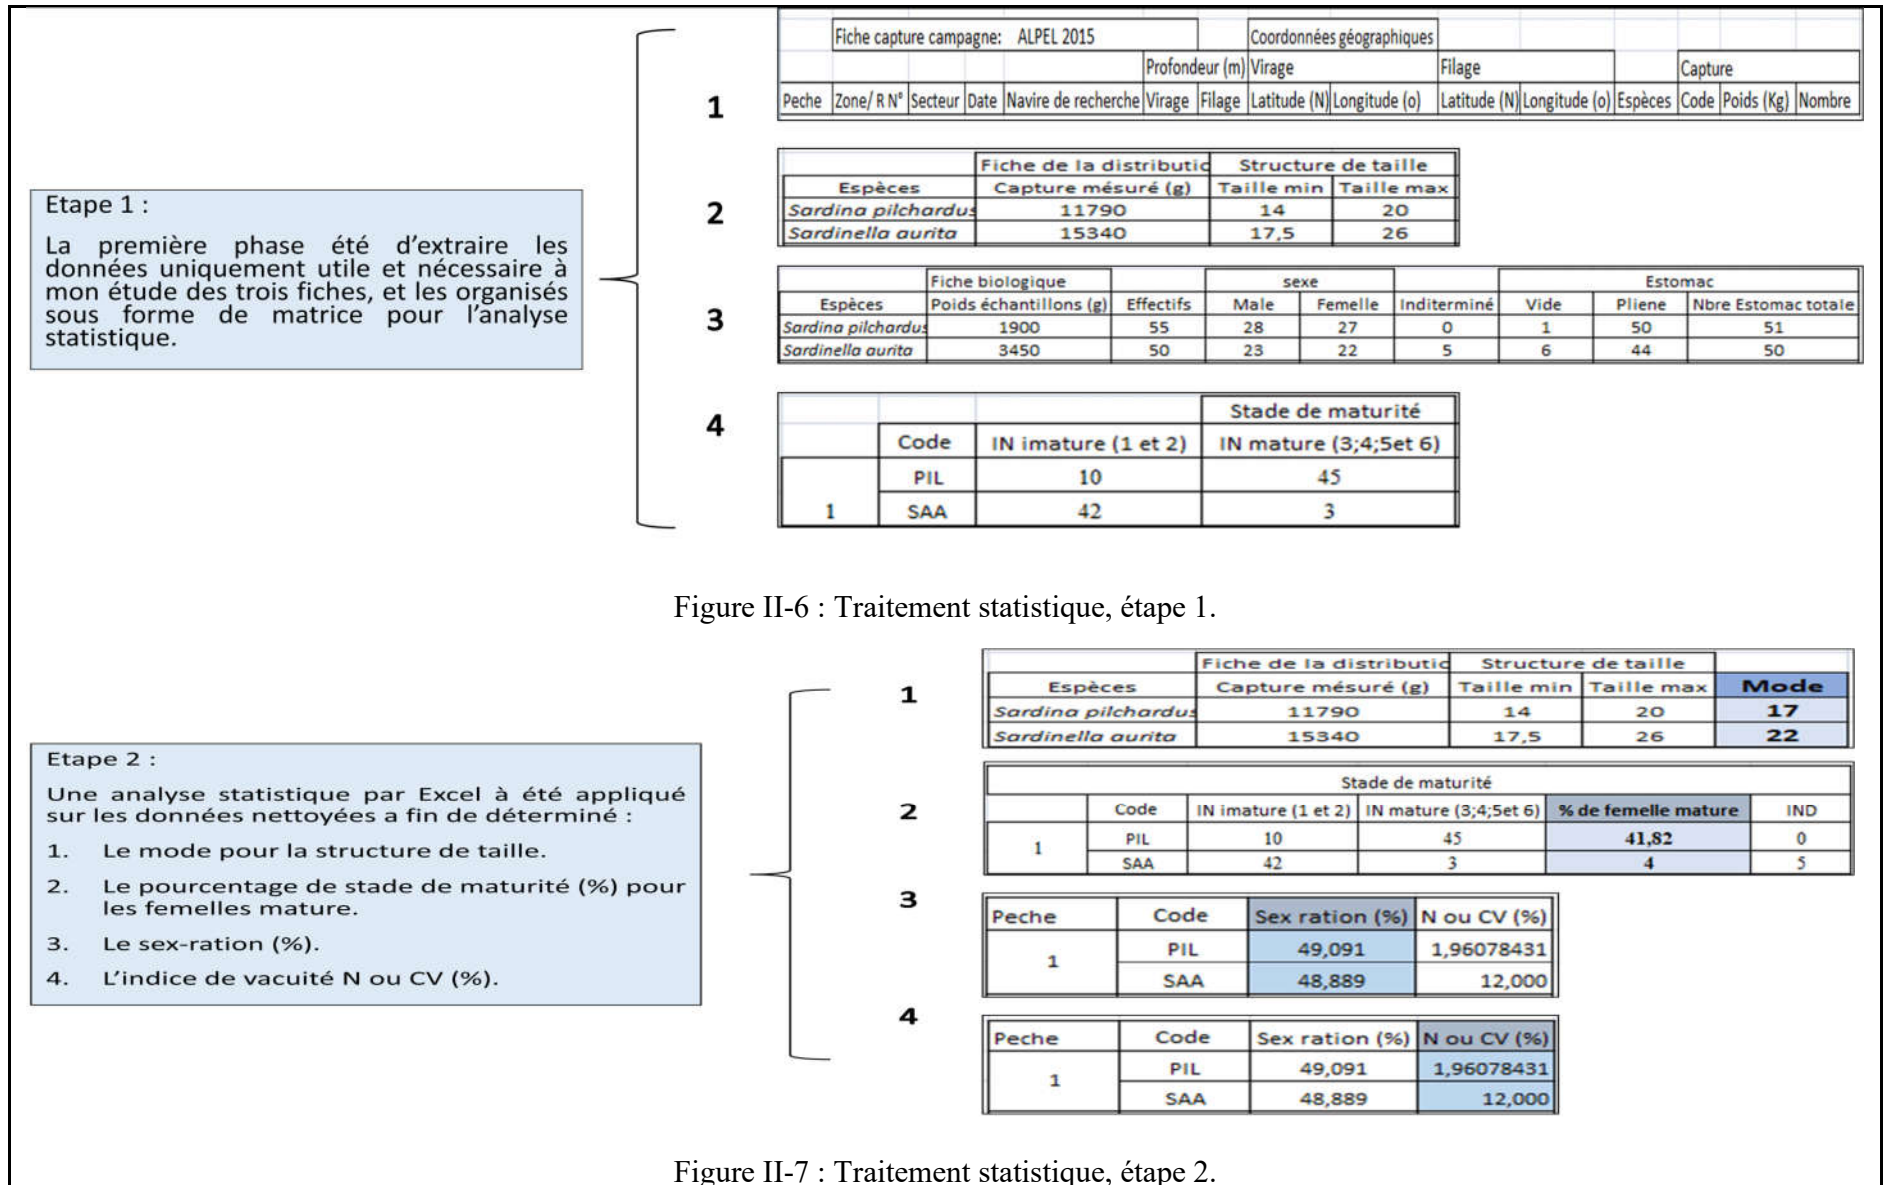 Fiche capture campagne: ALPEL 2015 Coordonnées géographiques
Profondeur (m) Virage Filage Capture
Peche Zone/ R N° Secteur Date Navire de recherche Virage Filage Latitude (N) Longitude (o) Latitude (N) Longitude (o) Espèces Code Poids (Kg) Nombre
1
Fiche de la distributic Structure de taille
Espèces Capture mésuré (g) Taille min Taille max
Sardina pilchardus 11790 14 20
Sardinella aurita 15340 17,5 26
2
Etape 1 :
La première phase été d'extraire les
données uniquement utile et nécessaire à
mon étude des trois fiches, et les organisés
sous forme de matrice pour l'analyse
statistique.
Fiche biologique sexe Estomac
Espèces Poids échantillons (g) Effectifs Male Femelle Inditerminé Vide Pliene Nbre Estomac totale
Sardina pilchardus 1900 55 28 27 0 1 50 51
Sardinella aurita 3450 50 23 22 5 6 44 50
3
4
Stade de maturité
Code IN imature (1 et 2) IN mature (3;4;5et 6)
PIL 10 45
1 SAA 42 3
Figure II-6 : Traitement statistique, étape 1.
1
Fiche de la distributic Structure de taille
Espèces Capture mésuré (g) Taille min Taille max Mode
Sardina pilchardus 11790 14 20 17
Sardinella aurita 15340 17,5 26 22
Etape 2 :
Une analyse statistique par Excel à été appliqué
sur les données nettoyées a fin de déterminé :
1. Le mode pour la structure de taille.
2. Le pourcentage de stade de maturité (%) pour
les femelles mature.
3. Le sex-ration (%).
4. L'indice de vacuité N ou CV (%).
2
Stade de maturité
Code IN imature (1 et 2) IN mature (3;4;5et 6) % de femelle mature IND
1 PIL 10 45 41,82 0
SAA 42 3 4 5
3
Peche Code Sex ration (%) N ou CV (%)
1 PIL 49,091 1,96078431
SAA 48,889 12,000
4
Peche Code Sex ration (%) N ou CV (%)
1 PIL 49,091 1,96078431
SAA 48,889 12,000
Figure II-7 : Traitement statistique, étape 2.